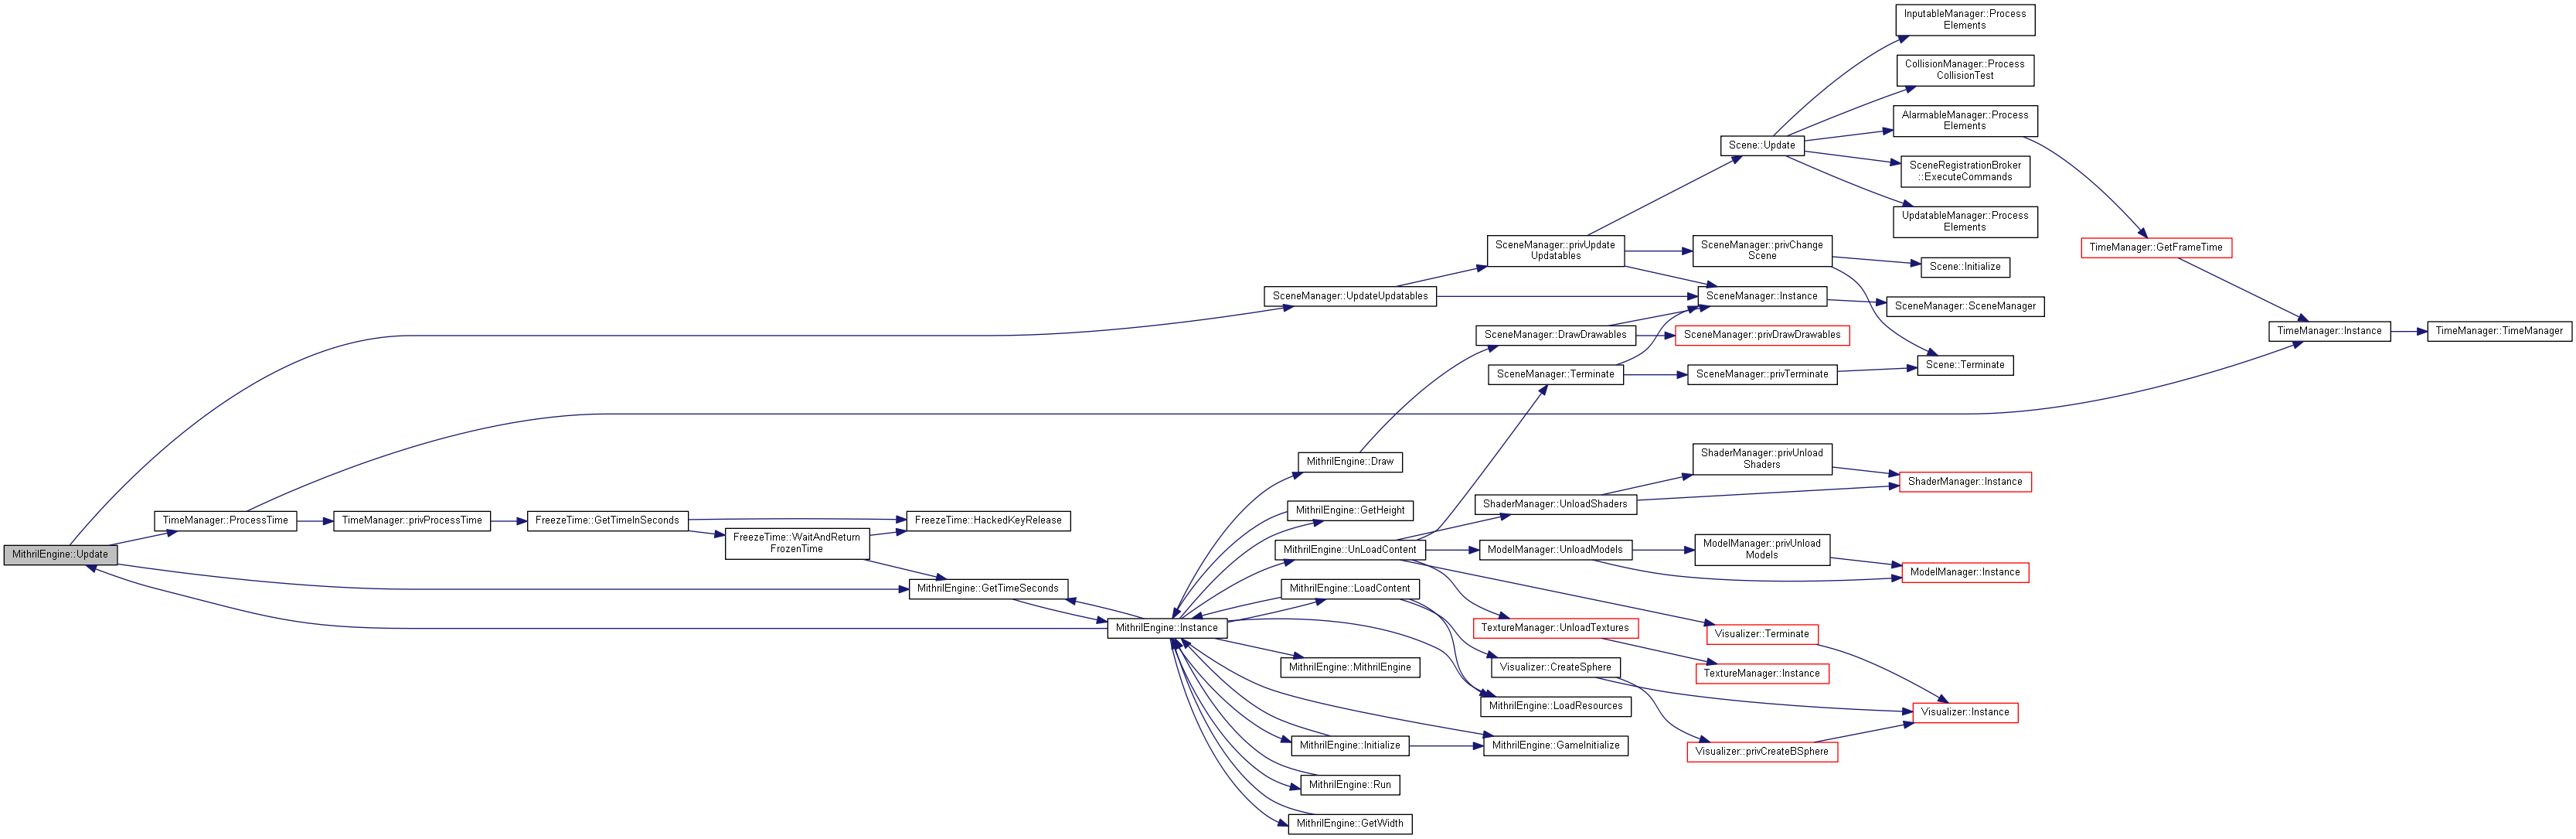 InputableManager::Process
Elements
CollisionManager::Process
CollisionTest
AlarmableManager::Process
Elements
Scene::Update
SceneRegistrationBroker
::ExecuteCommands
UpdatableManager::Process
Elements
SceneManager::privUpdate
Updatables
SceneManager::privChange
Scene
TimeManager::GetFrameTime
Scene::Initialize
SceneManager::UpdateUpdatables
SceneManager::Instance
SceneManager::SceneManager
SceneManager::DrawDrawables
SceneManager::privDrawDrawables
TimeManager::Instance
TimeManager::TimeManager
Scene::Terminate
SceneManager::Terminate
SceneManager::privTerminate
MithrilEngine::Draw
ShaderManager::privUnload
Shaders
ShaderManager::Instance
ShaderManager::UnloadShaders
MithrilEngine::GetHeight
TimeManager::ProcessTime
TimeManager::privProcessTime
FreezeTime::GetTimeInSeconds
FreezeTime::HackedKeyRelease
FreezeTime::WaitAndReturn
FrozenTime
MithrilEngine::Update
MithrilEngine::UnLoadContent
ModelManager::UnloadModels
ModelManager::privUnload
Models
ModelManager::Instance
MithrilEngine::GetTimeSeconds
MithrilEngine::LoadContent
MithrilEngine::Instance
TextureManager::UnloadTextures
Visualizer::Terminate
MithrilEngine::MithrilEngine
Visualizer::CreateSphere
TextureManager::Instance
MithrilEngine::LoadResources
Visualizer::Instance
MithrilEngine::Initialize
MithrilEngine::GameInitialize
Visualizer::privCreateBSphere
MithrilEngine::Run
MithrilEngine::GetWidth